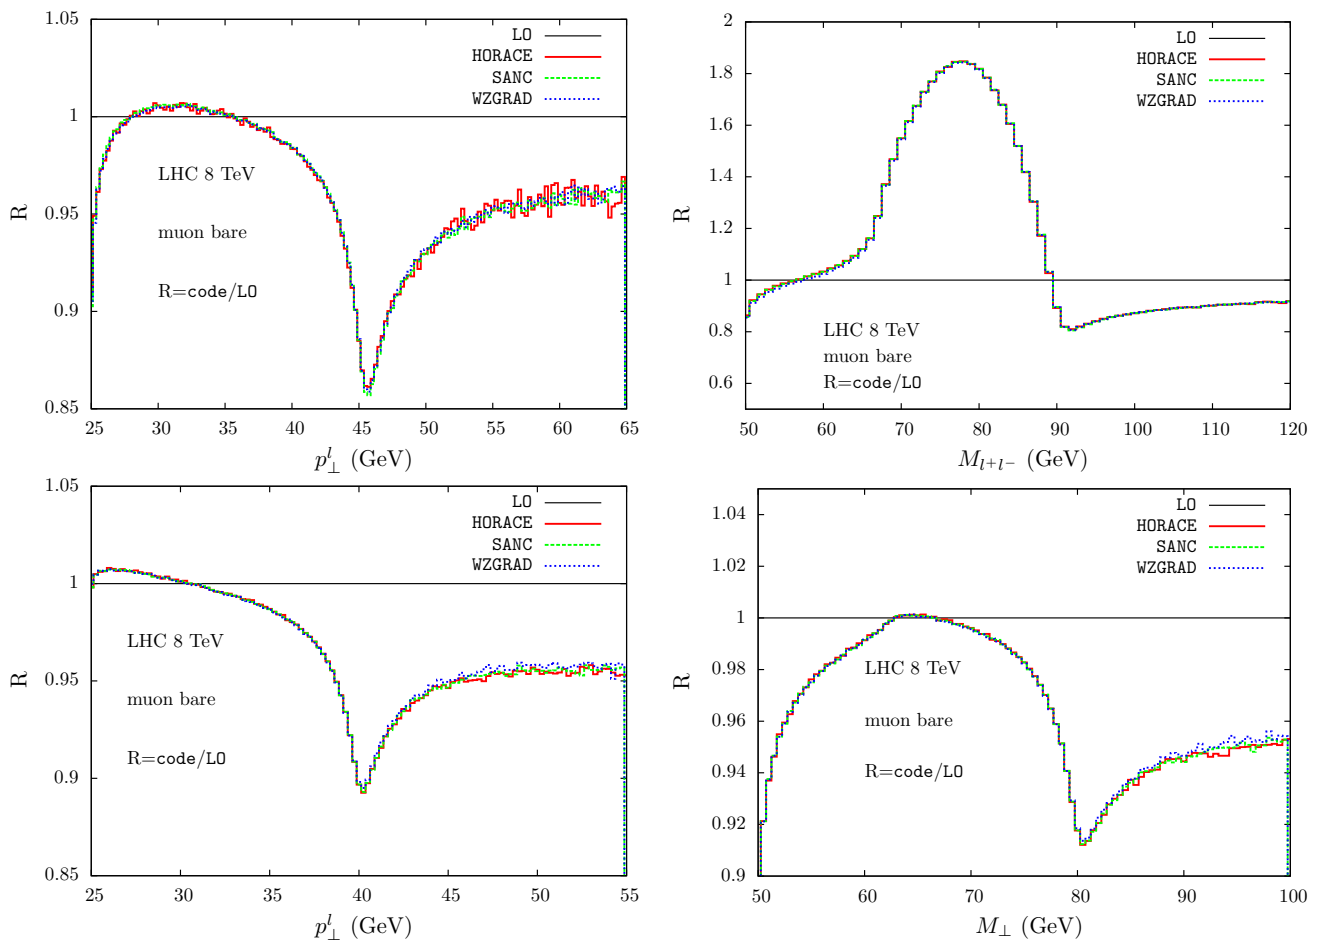 1.05
1
0.95
0.9
0.85
R
LO
HORACE
SANC
WZGRAD
LHC 8 TeV
muon bare
R=code/LO
25 30 35 40 45 50 55 60 65
p⊥^l (GeV)
2
1.8
1.6
1.4
1.2
1
0.8
0.6
R
LO
HORACE
SANC
WZGRAD
LHC 8 TeV
muon bare
R=code/LO
50 60 70 80 90 100 110 120
M_{l+l−} (GeV)
1.05
1
0.95
0.9
0.85
R
LO
HORACE
SANC
WZGRAD
LHC 8 TeV
muon bare
R=code/LO
25 30 35 40 45 50 55
p⊥^l (GeV)
1.04
1.02
1
0.98
0.96
0.94
0.92
0.9
R
LO
HORACE
SANC
WZGRAD
LHC 8 TeV
muon bare
R=code/LO
50 60 70 80 90 100
M⊥ (GeV)